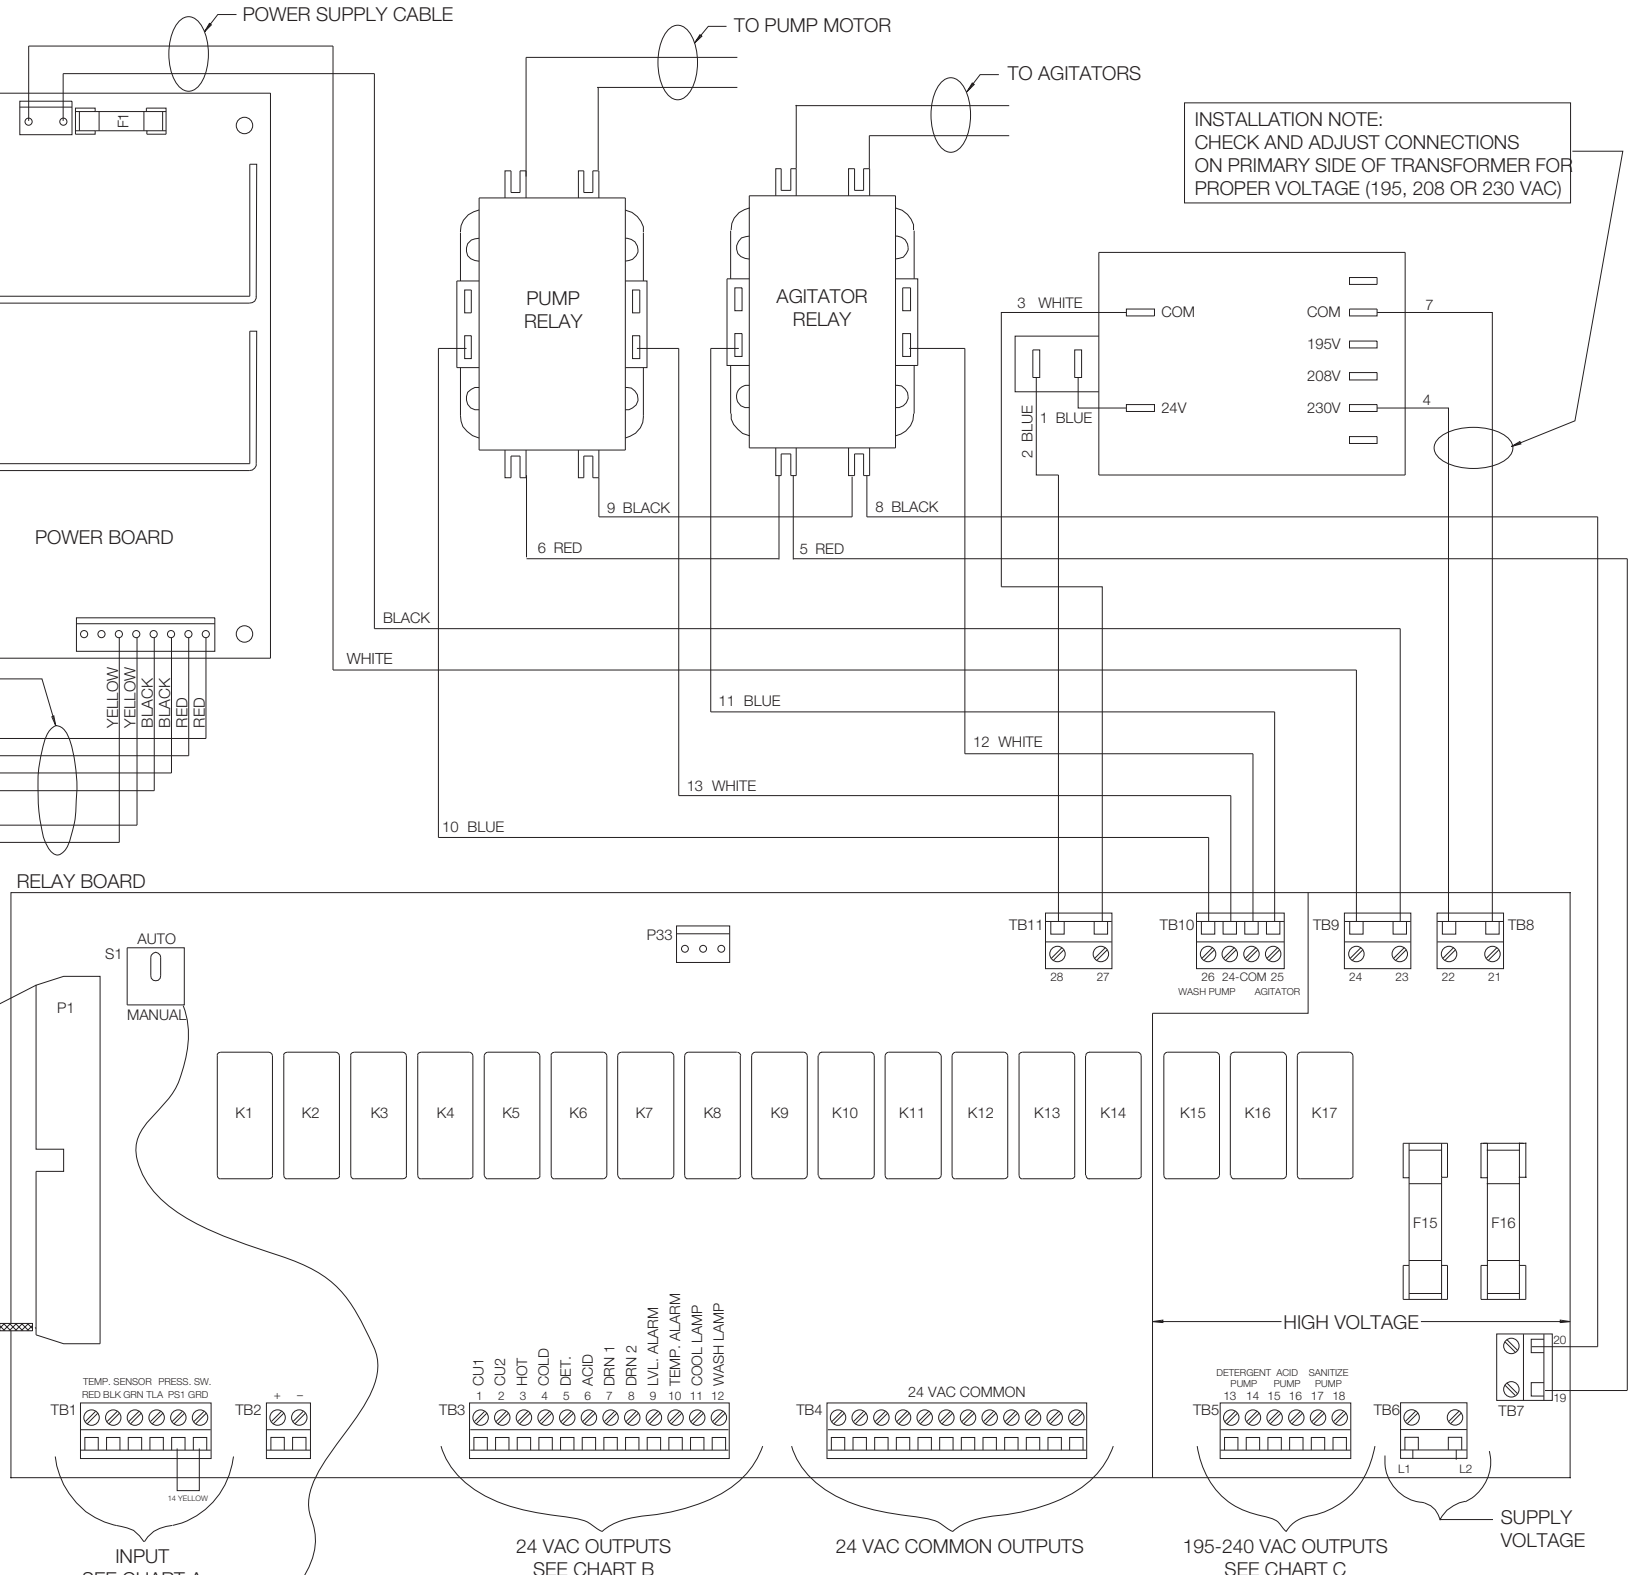 POWER SUPPLY CABLE
TO PUMP MOTOR
TO AGITATORS
INSTALLATION NOTE:
CHECK AND ADJUST CONNECTIONS
ON PRIMARY SIDE OF TRANSFORMER FOR
PROPER VOLTAGE (195, 208 OR 230 VAC)
F1
PUMP
RELAY
AGITATOR
RELAY
3 WHITE
COM
COM
7
195V
208V
24V
230V
4
2 BLUE
1 BLUE
9 BLACK
8 BLACK
6 RED
5 RED
POWER BOARD
BLACK
WHITE
YELLOW
YELLOW
BLACK
BLACK
RED
RED
11 BLUE
12 WHITE
13 WHITE
10 BLUE
RELAY BOARD
S1
AUTO
MANUAL
P1
P33
TB11
28 27
TB10
26 24-COM 25
WASH PUMP AGITATOR
TB9
24 23
TB8
22 21
K1 K2 K3 K4 K5 K6 K7 K8 K9 K10 K11 K12 K13 K14 K15 K16 K17
F15 F16
HIGH VOLTAGE
20
19
TB7
TEMP. SENSOR PRESS. SW.
RED BLK GRN TLA PS1 GRD
TB1
14 YELLOW
+ −
TB2
CU1
CU2
HOT
COLD
DET.
ACID
DRN 1
DRN 2
LVL. ALARM
TEMP. ALARM
COOL LAMP
WASH LAMP
1 2 3 4 5 6 7 8 9 10 11 12
TB3
24 VAC COMMON
TB4
DETERGENT ACID SANITIZE
PUMP PUMP PUMP
13 14 15 16 17 18
TB5
TB6
L1 L2
INPUT
SEE CHART A
24 VAC OUTPUTS
SEE CHART B
24 VAC COMMON OUTPUTS
195-240 VAC OUTPUTS
SEE CHART C
SUPPLY
VOLTAGE